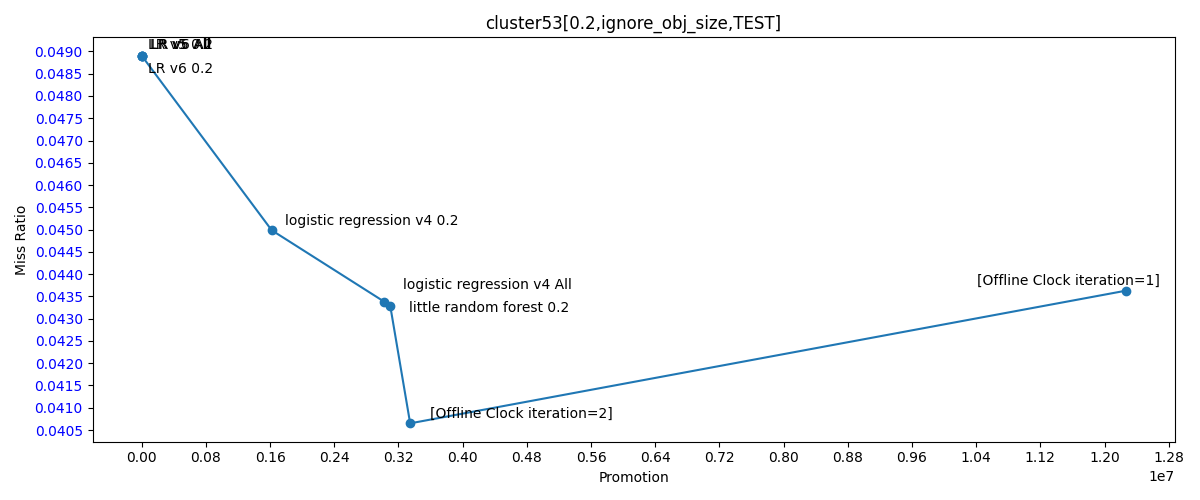 cluster53[0.2,ignore_obj_size,TEST]
Miss Ratio
0.0490
0.0485
0.0480
0.0475
0.0470
0.0465
0.0460
0.0455
0.0450
0.0445
0.0440
0.0435
0.0430
0.0425
0.0420
0.0415
0.0410
0.0405
LR v6 0.2
logistic regression v4 0.2
logistic regression v4 All
little random forest 0.2
[Offline Clock iteration=2]
[Offline Clock iteration=1]
0.00 0.08 0.16 0.24 0.32 0.40 0.48 0.56 0.64 0.72 0.80 0.88 0.96 1.04 1.12 1.20 1.28
1e7
Promotion